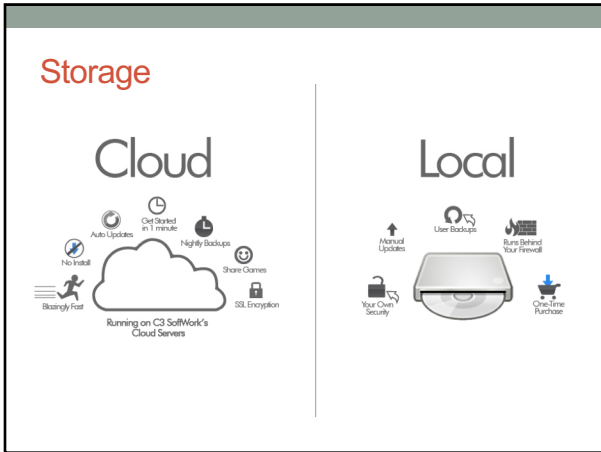 Storage
Cloud
Get Started
in 1 minute
Auto Updates
Nightly Backups
No Install
Share Games
Blazingly Fast
SSL Encryption
Running on C3 SoftWork's
Cloud Servers
Local
User Backups
Manual
Updates
Runs Behind
Your Firewall
Your Own
Security
One-Time
Purchase